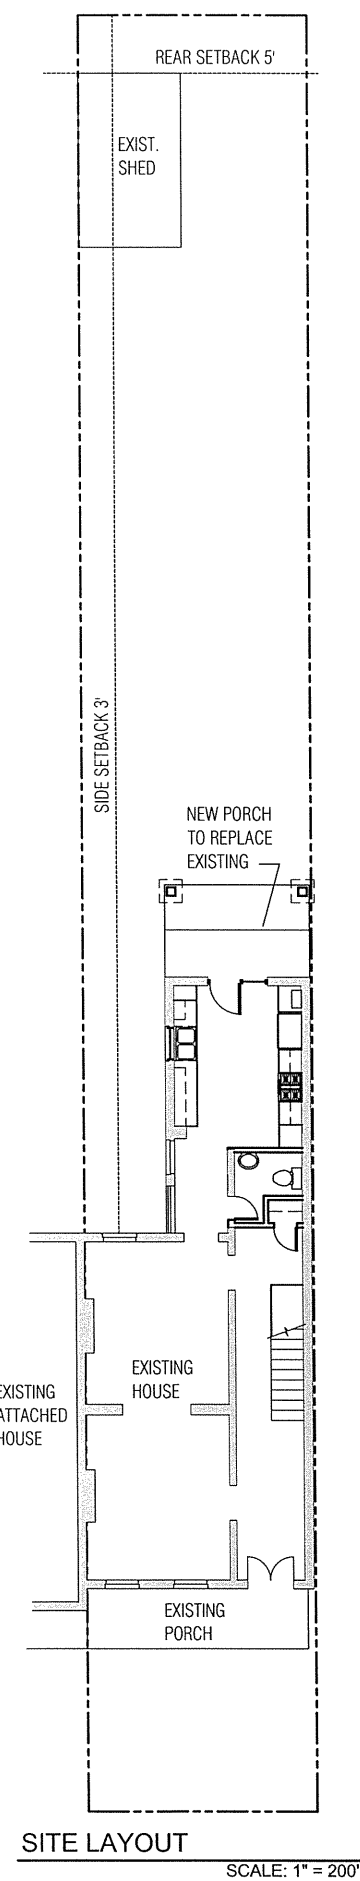 REAR SETBACK 5'
EXIST.
SHED
SIDE SETBACK 3'
NEW PORCH
TO REPLACE
EXISTING
EXISTING
HOUSE
EXISTING
ATTACHED
HOUSE
EXISTING
PORCH
SITE LAYOUT
SCALE: 1" = 200'